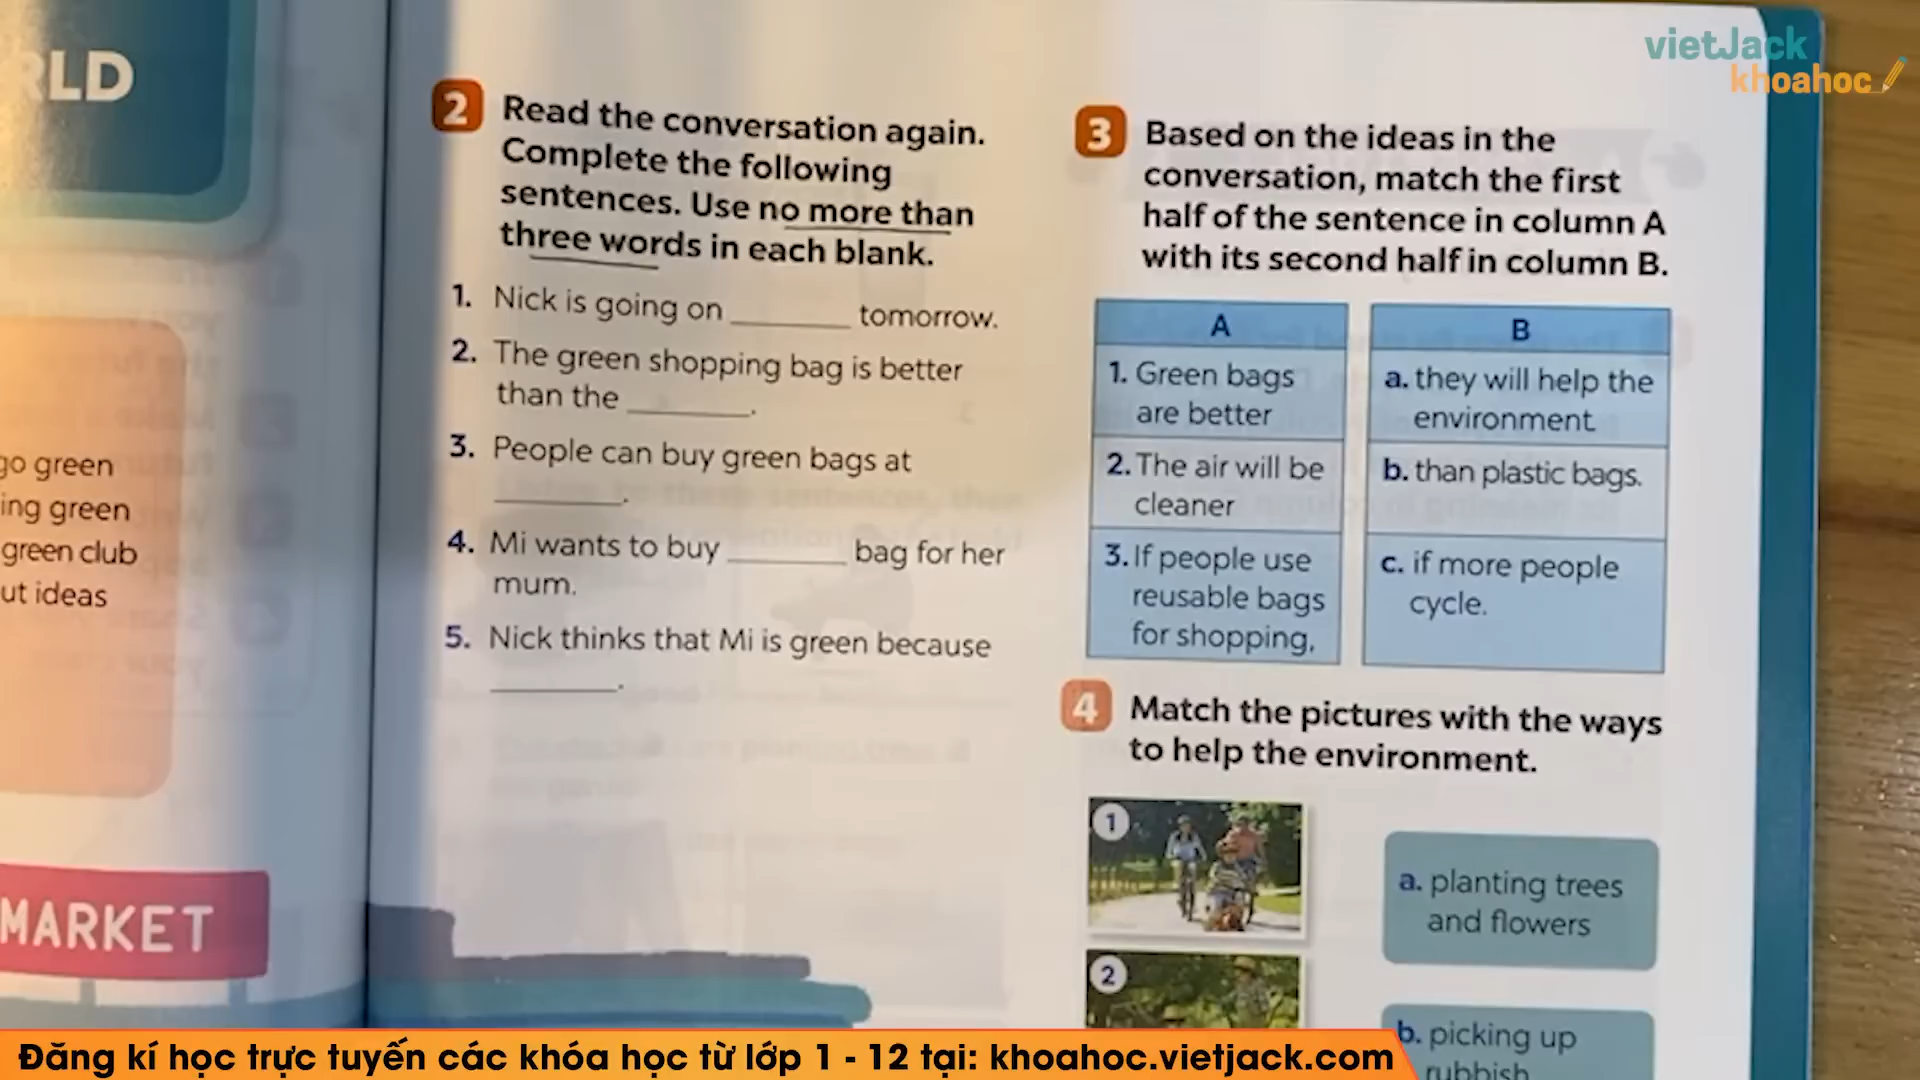 RLD
go green
ing green
green club
ut ideas
MARKET
2 Read the conversation again.
Complete the following
sentences. Use no more than
three words in each blank.
1. Nick is going on ________ tomorrow.
2. The green shopping bag is better
than the ________.
3. People can buy green bags at
________.
4. Mi wants to buy ________ bag for her
mum.
5. Nick thinks that Mi is green because
________.
3 Based on the ideas in the
conversation, match the first
half of the sentence in column A
with its second half in column B.
A
1. Green bags
are better
2. The air will be
cleaner
3. If people use
reusable bags
for shopping,
B
a. they will help the
environment.
b. than plastic bags.
c. if more people
cycle.
4 Match the pictures with the ways
to help the environment.
1
2
a. planting trees
and flowers
b. picking up
rubbish
vietJack
khoahoc
Đăng kí học trực tuyến các khóa học từ lớp 1 - 12 tại: khoahoc.vietjack.com